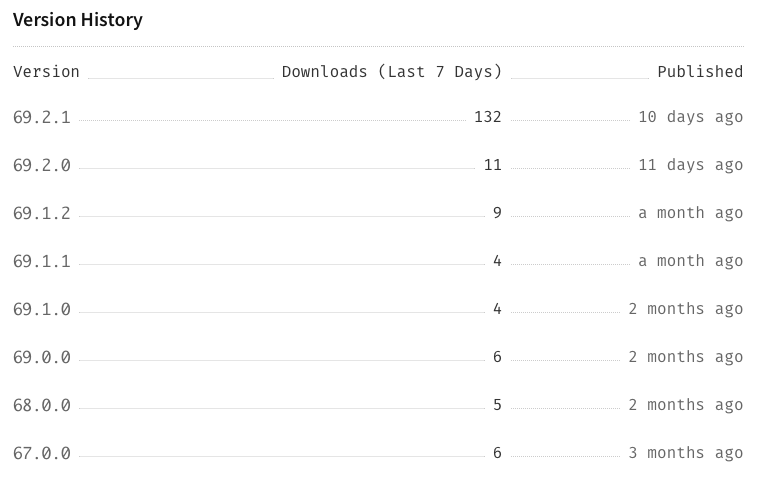 Version History
Version Downloads (Last 7 Days) Published
69.2.1 132 10 days ago
69.2.0 11 11 days ago
69.1.2 9 a month ago
69.1.1 4 a month ago
69.1.0 4 2 months ago
69.0.0 6 2 months ago
68.0.0 5 2 months ago
67.0.0 6 3 months ago